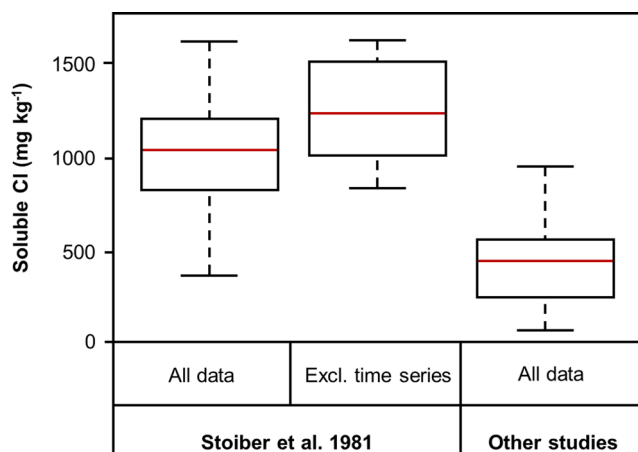 Soluble Cl (mg kg⁻¹)
1500
1000
500
0
All data
Excl. time series
All data
Stoiber et al. 1981
Other studies